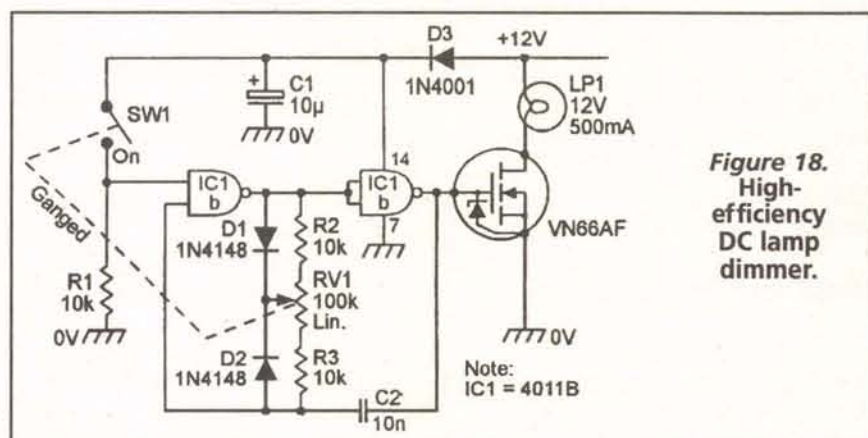 D3
+12V
1N4001
LP1
12V
500mA
+
C1
10µ
0V
SW1
On
Ganged
14
IC1
b
IC1
b
7
D1
1N4148
R2
10k
RV1
100k
Lin.
VN66AF
R1
10k
0V
D2
1N4148
R3
10k
C2
10n
0V
Note:
IC1 = 4011B
Figure 18.
High-
efficiency
DC lamp
dimmer.